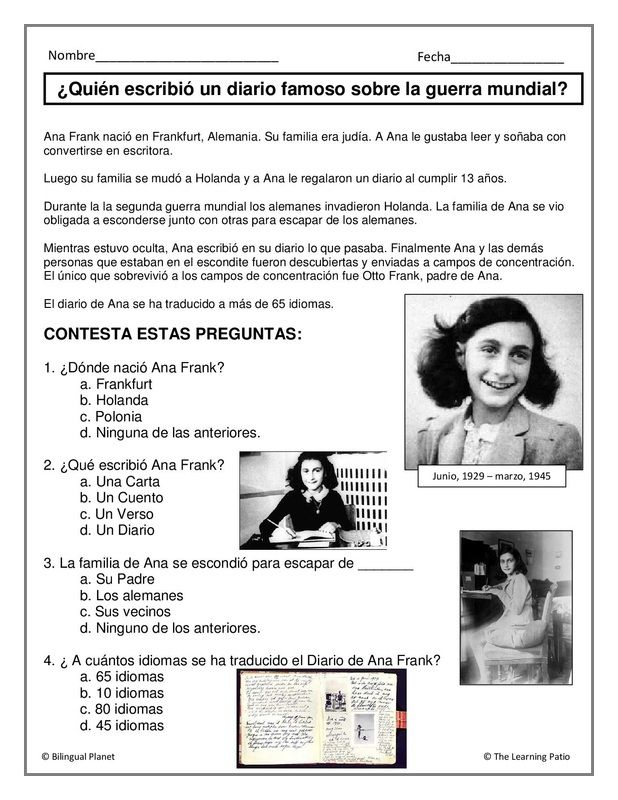 Nombre__________________________ Fecha________________
¿Quién escribió un diario famoso sobre la guerra mundial?
Ana Frank nació en Frankfurt, Alemania. Su familia era judía. A Ana le gustaba leer y soñaba con
convertirse en escritora.
Luego su familia se mudó a Holanda y a Ana le regalaron un diario al cumplir 13 años.
Durante la la segunda guerra mundial los alemanes invadieron Holanda. La familia de Ana se vio
obligada a esconderse junto con otras para escapar de los alemanes.
Mientras estuvo oculta, Ana escribió en su diario lo que pasaba. Finalmente Ana y las demás
personas que estaban en el escondite fueron descubiertas y enviadas a campos de concentración.
El único que sobrevivió a los campos de concentración fue Otto Frank, padre de Ana.
El diario de Ana se ha traducido a más de 65 idiomas.
CONTESTA ESTAS PREGUNTAS:
1. ¿Dónde nació Ana Frank?
a. Frankfurt
b. Holanda
c. Polonia
d. Ninguna de las anteriores.
Junio, 1929 – marzo, 1945
2. ¿Qué escribió Ana Frank?
a. Una Carta
b. Un Cuento
c. Un Verso
d. Un Diario
3. La familia de Ana se escondió para escapar de _______
a. Su Padre
b. Los alemanes
c. Sus vecinos
d. Ninguno de los anteriores.
4. ¿ A cuántos idiomas se ha traducido el Diario de Ana Frank?
a. 65 idiomas
b. 10 idiomas
c. 80 idiomas
d. 45 idiomas
© Bilingual Planet © The Learning Patio